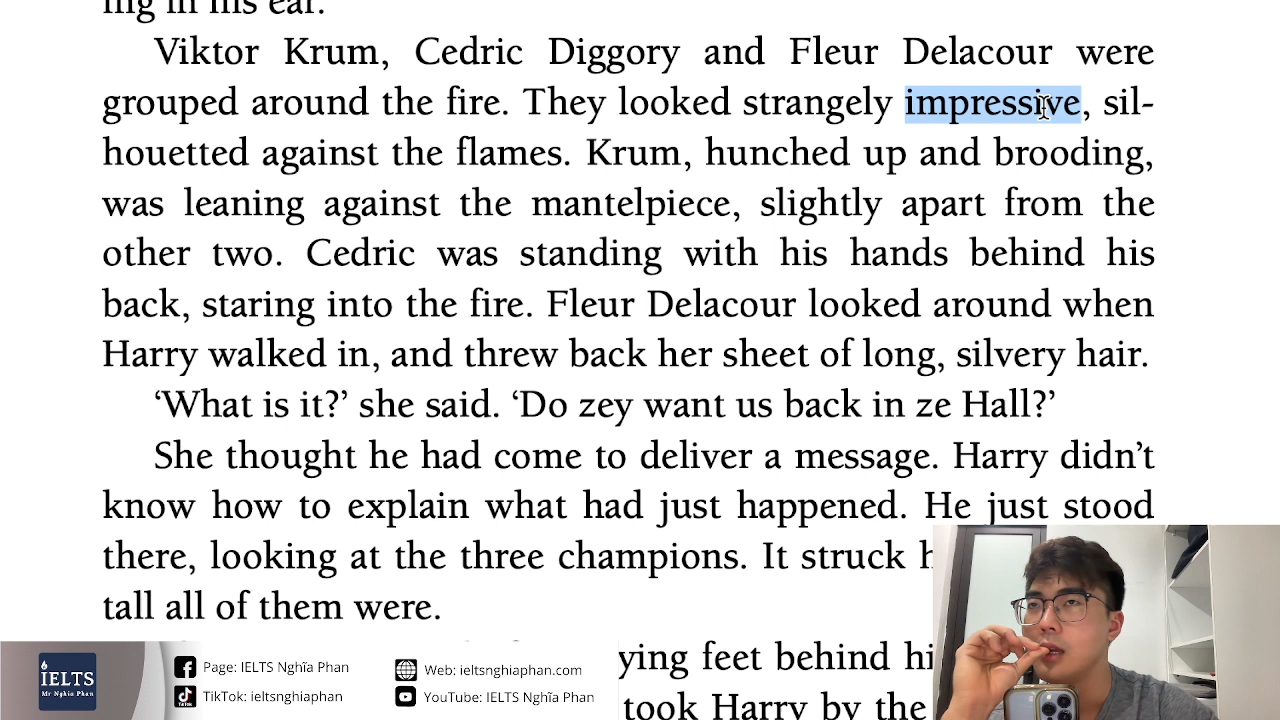 ing in his ear.
Viktor Krum, Cedric Diggory and Fleur Delacour were
grouped around the fire. They looked strangely impressive, sil-
houetted against the flames. Krum, hunched up and brooding,
was leaning against the mantelpiece, slightly apart from the
other two. Cedric was standing with his hands behind his
back, staring into the fire. Fleur Delacour looked around when
Harry walked in, and threw back her sheet of long, silvery hair.
‘What is it?’ she said. ‘Do zey want us back in ze Hall?’
She thought he had come to deliver a message. Harry didn’t
know how to explain what had just happened. He just stood
there, looking at the three champions. It struck h
tall all of them were.
ying feet behind hi
took Harry by the
IELTS
Mr Nghia Phan
Page: IELTS Nghĩa Phan
TikTok: ieltsnghiaphan
Web: ieltsnghiaphan.com
YouTube: IELTS Nghĩa Phan